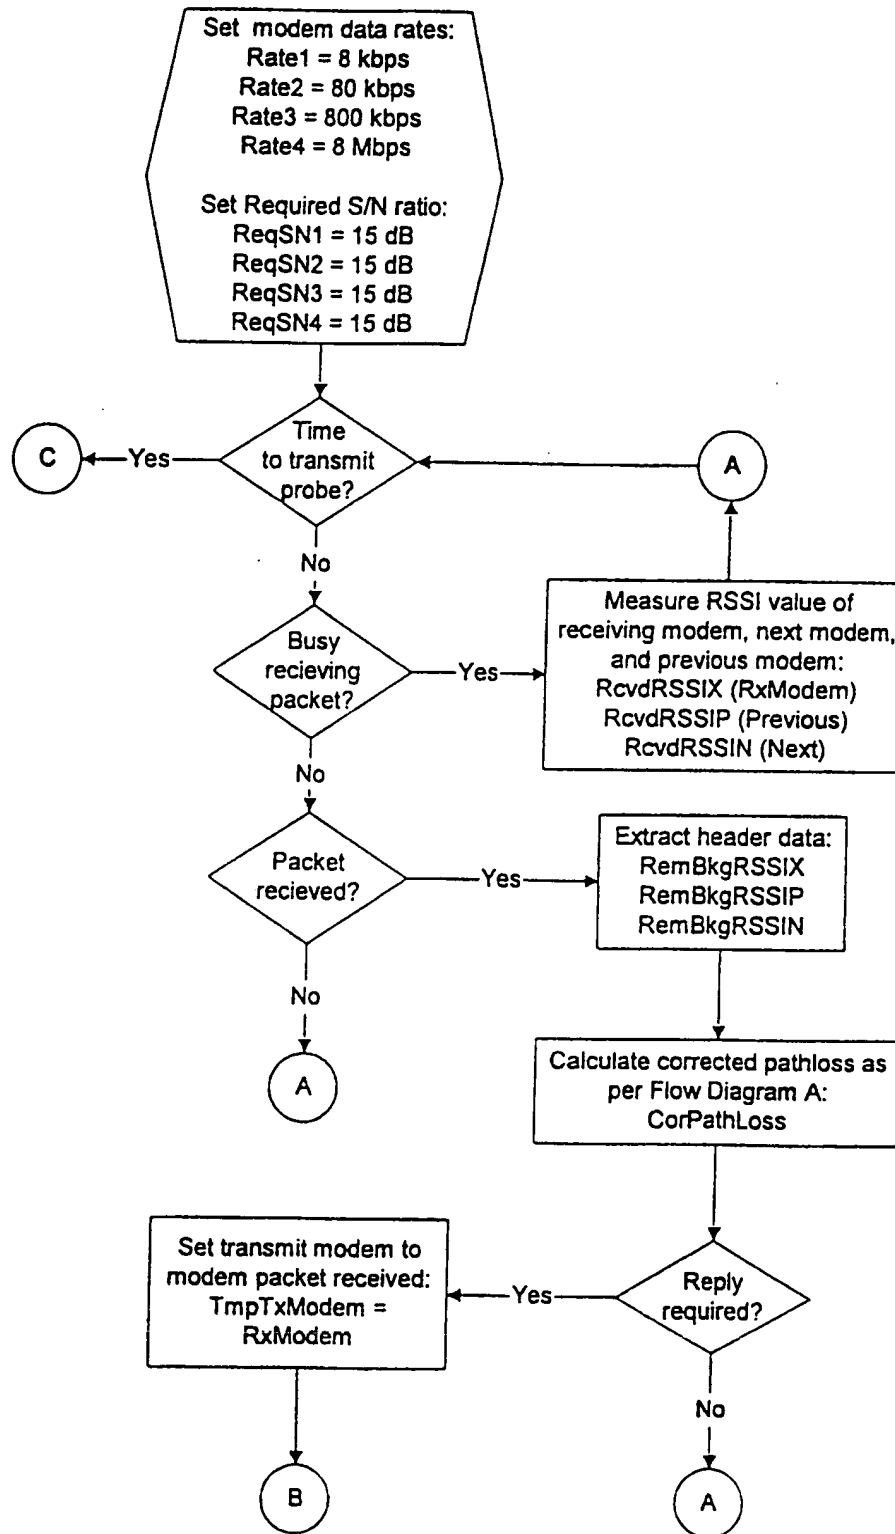 Set modem data rates:
Rate1 = 8 kbps
Rate2 = 80 kbps
Rate3 = 800 kbps
Rate4 = 8 Mbps
Set Required S/N ratio:
ReqSN1 = 15 dB
ReqSN2 = 15 dB
ReqSN3 = 15 dB
ReqSN4 = 15 dB
C
Yes
Time
to transmit
probe?
A
No
Busy
recieving
packet?
Yes
Measure RSSI value of
receiving modem, next modem,
and previous modem:
RcvdRSSIX (RxModem)
RcvdRSSIP (Previous)
RcvdRSSIN (Next)
No
Packet
recieved?
Yes
Extract header data:
RemBkgRSSIX
RemBkgRSSIP
RemBkgRSSIN
No
A
Calculate corrected pathloss as
per Flow Diagram A:
CorPathLoss
Set transmit modem to
modem packet received:
TmpTxModem =
RxModem
Yes
Reply
required?
No
B
A